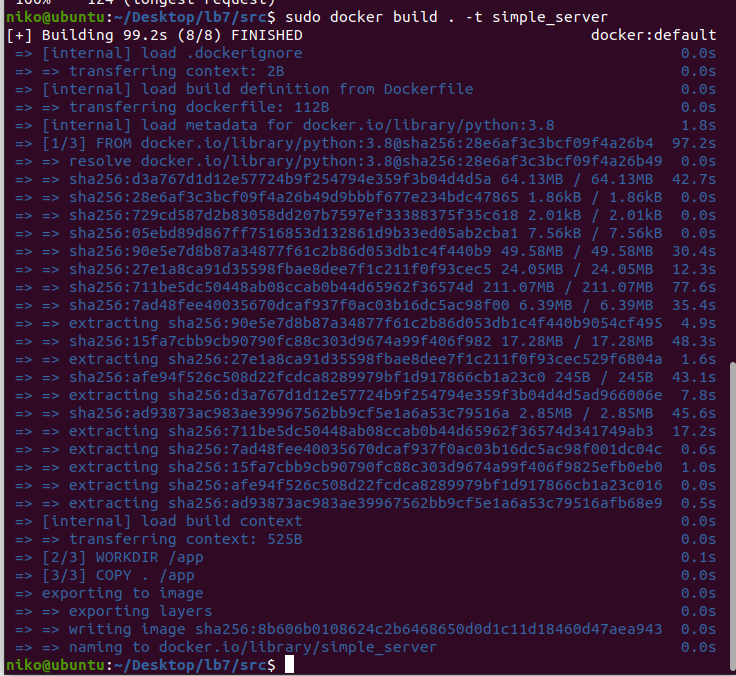 100%    124 (longest request)
niko@ubuntu:~/Desktop/lb7/src$ sudo docker build . -t simple_server
[+] Building 99.2s (8/8) FINISHED                                docker:default
 => [internal] load .dockerignore                                          0.0s
 => => transferring context: 2B                                            0.0s
 => [internal] load build definition from Dockerfile                       0.0s
 => => transferring dockerfile: 112B                                       0.0s
 => [internal] load metadata for docker.io/library/python:3.8              1.8s
 => [1/3] FROM docker.io/library/python:3.8@sha256:28e6af3c3bcf09f4a26b4  97.2s
 => => resolve docker.io/library/python:3.8@sha256:28e6af3c3bcf09f4a26b49  0.0s
 => => sha256:d3a767d1d12e57724b9f254794e359f3b04d4d5a 64.13MB / 64.13MB  42.7s
 => => sha256:28e6af3c3bcf09f4a26b49d9bbbf677e234bdc47865 1.86kB / 1.86kB  0.0s
 => => sha256:729cd587d2b83058dd207b7597ef33388375f35c618 2.01kB / 2.01kB  0.0s
 => => sha256:05ebd89d867ff7516853d132861d9b33ed05ab2cba1 7.56kB / 7.56kB  0.0s
 => => sha256:90e5e7d8b87a34877f61c2b86d053db1c4f440b9 49.58MB / 49.58MB  30.4s
 => => sha256:27e1a8ca91d35598fbae8dee7f1c211f0f93cec5 24.05MB / 24.05MB  12.3s
 => => sha256:711be5dc50448ab08ccab0b44d65962f36574d 211.07MB / 211.07MB  77.6s
 => => sha256:7ad48fee40035670dcaf937f0ac03b16dc5ac98f00 6.39MB / 6.39MB  35.4s
 => => extracting sha256:90e5e7d8b87a34877f61c2b86d053db1c4f440b9054cf495  4.9s
 => => sha256:15fa7cbb9cb90790fc88c303d9674a99f406f982 17.28MB / 17.28MB  48.3s
 => => extracting sha256:27e1a8ca91d35598fbae8dee7f1c211f0f93cec529f6804a  1.6s
 => => sha256:afe94f526c508d22fcdca8289979bf1d917866cb1a23c0 245B / 245B  43.1s
 => => extracting sha256:d3a767d1d12e57724b9f254794e359f3b04d4d5ad966006e  7.8s
 => => sha256:ad93873ac983ae39967562bb9cf5e1a6a53c79516a 2.85MB / 2.85MB  45.6s
 => => extracting sha256:711be5dc50448ab08ccab0b44d65962f36574d341749ab3  17.2s
 => => extracting sha256:7ad48fee40035670dcaf937f0ac03b16dc5ac98f001dc04c  0.6s
 => => extracting sha256:15fa7cbb9cb90790fc88c303d9674a99f406f9825efb0eb0  1.0s
 => => extracting sha256:afe94f526c508d22fcdca8289979bf1d917866cb1a23c016  0.0s
 => => extracting sha256:ad93873ac983ae39967562bb9cf5e1a6a53c79516afb68e9  0.5s
 => [internal] load build context                                          0.0s
 => => transferring context: 525B                                          0.0s
 => [2/3] WORKDIR /app                                                     0.1s
 => [3/3] COPY . /app                                                      0.0s
 => exporting to image                                                     0.0s
 => => exporting layers                                                    0.0s
 => => writing image sha256:8b606b0108624c2b6468650d0d1c11d18460d47aea943  0.0s
 => => naming to docker.io/library/simple_server                           0.0s
niko@ubuntu:~/Desktop/lb7/src$